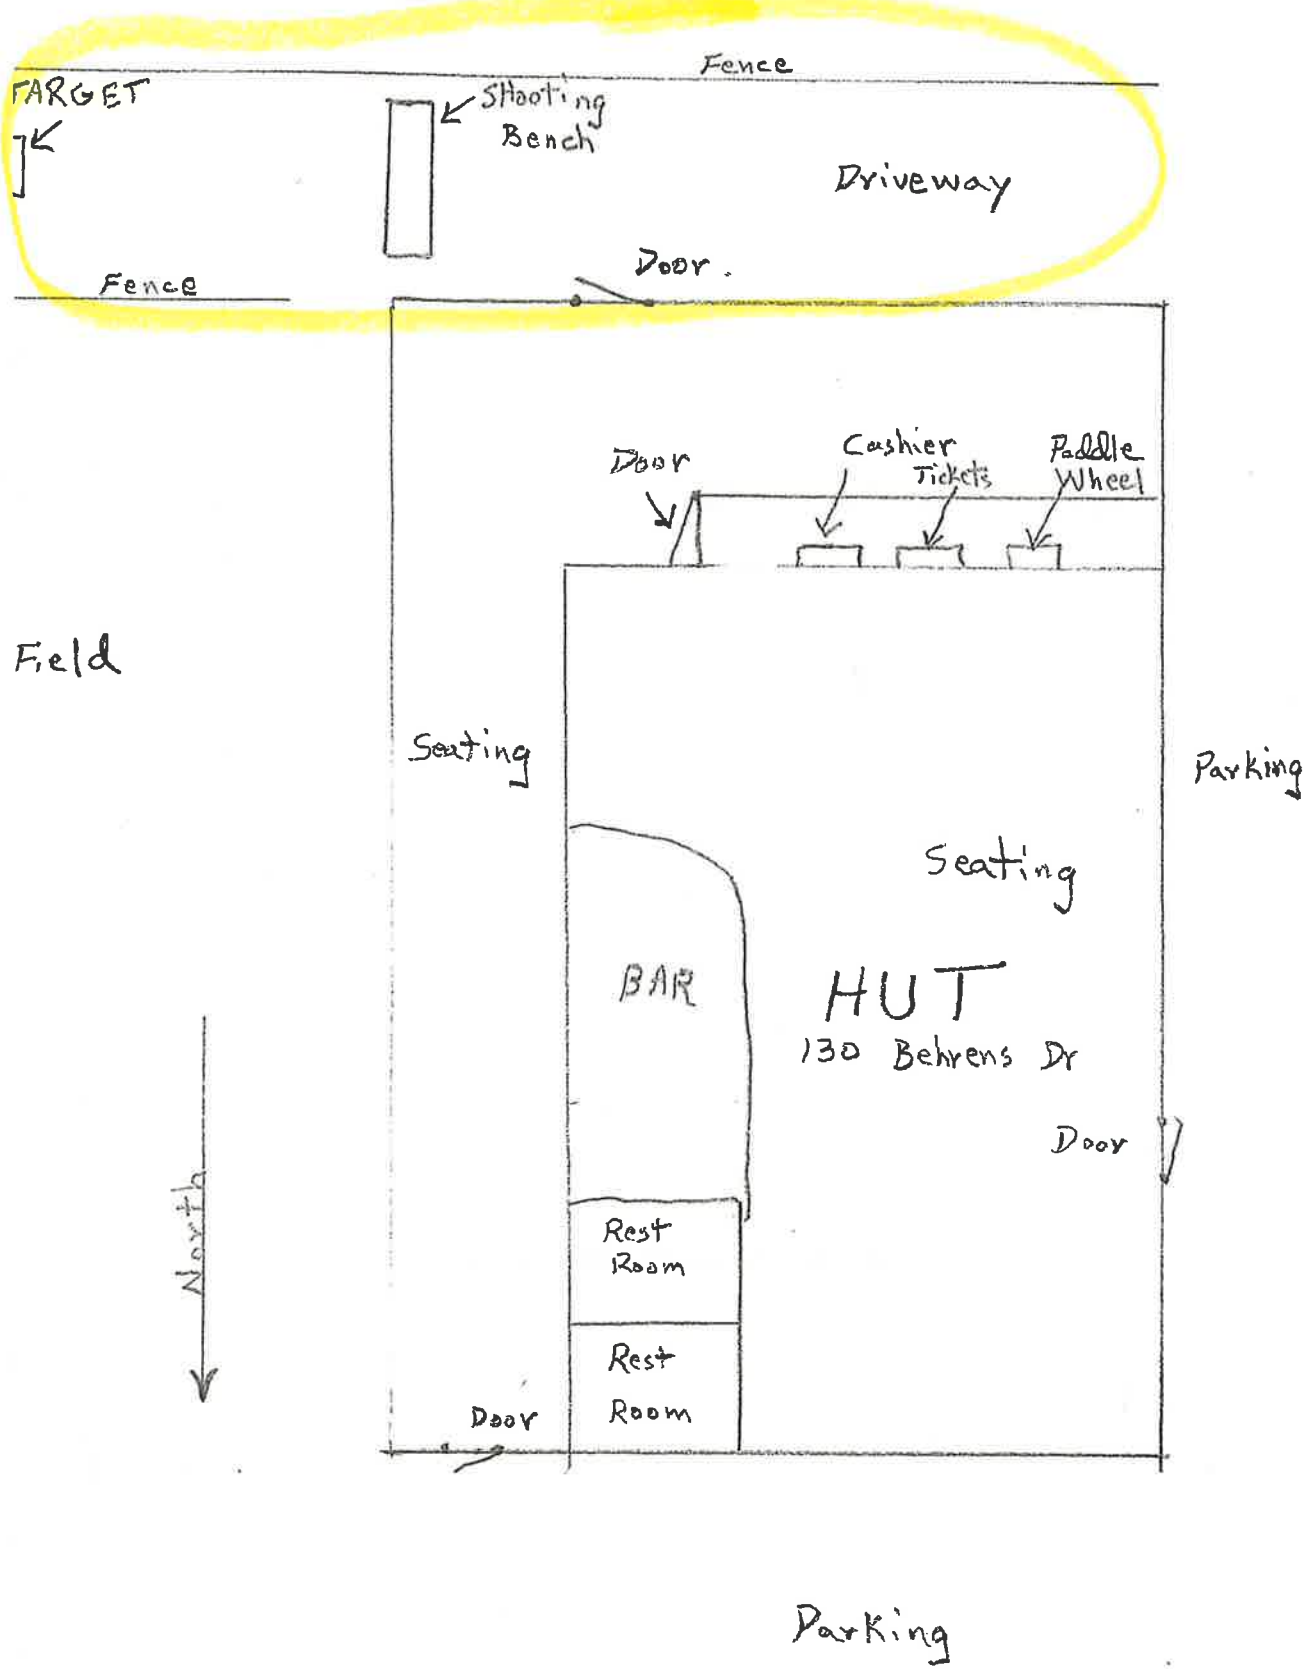 Fence
TARGET
Shooting
Bench
Driveway
Door.
Fence
Door
Cashier
Tickets
Paddle
Wheel
Field
Seating
Parking
Seating
BAR
HUT
130 Behrens Dr
Door
North
Rest
Room
Rest
Room
Door
Parking